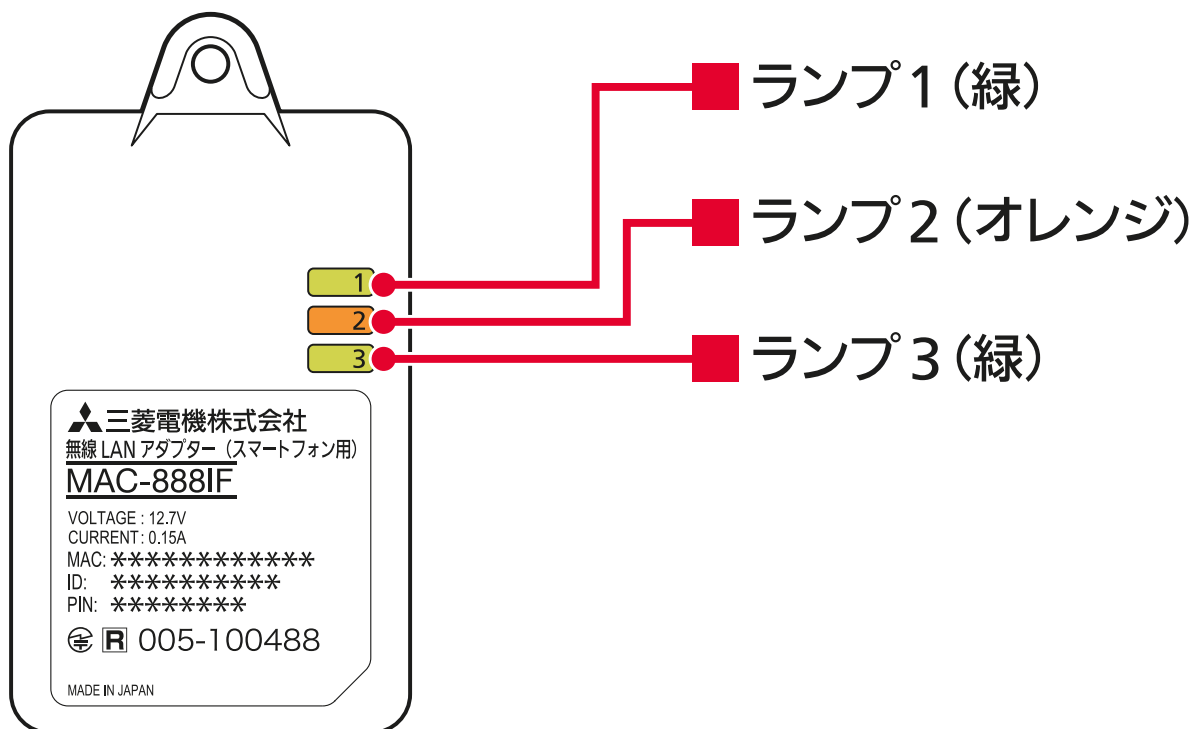 ランプ1（緑）
ランプ2（オレンジ）
ランプ3（緑）
1
2
3
三菱電機株式会社
無線LANアダプター（スマートフォン用）
MAC-888IF
VOLTAGE : 12.7V
CURRENT : 0.15A
MAC: ************
ID: **********
PIN: ********
R 005-100488
MADE IN JAPAN